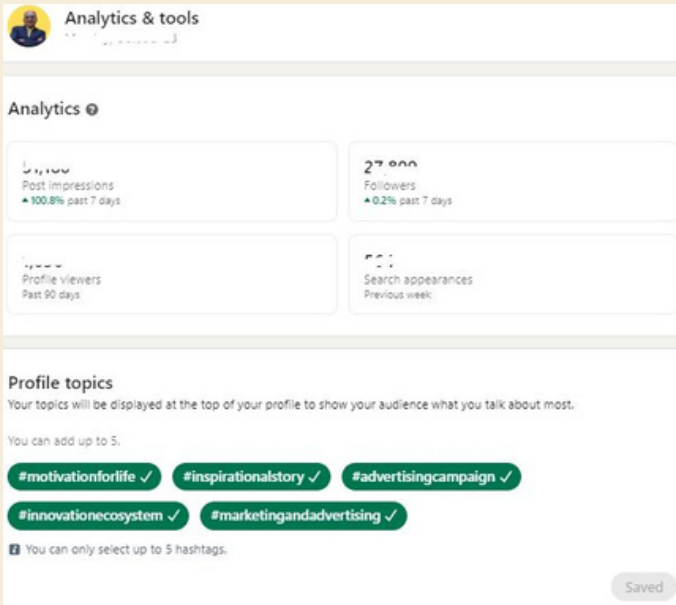 Analytics & tools
Analytics
Post impressions
100.8% past 7 days
Followers
0.2% past 7 days
Profile viewers
Past 90 days
Search appearances
Previous week
Profile topics
Your topics will be displayed at the top of your profile to show your audience what you talk about most.
You can add up to 5.
#motivationforlife ✓ #inspirationalstory ✓ #advertisingcampaign ✓
#innovationecosystem ✓ #marketingandadvertising ✓
You can only select up to 5 hashtags.
Saved